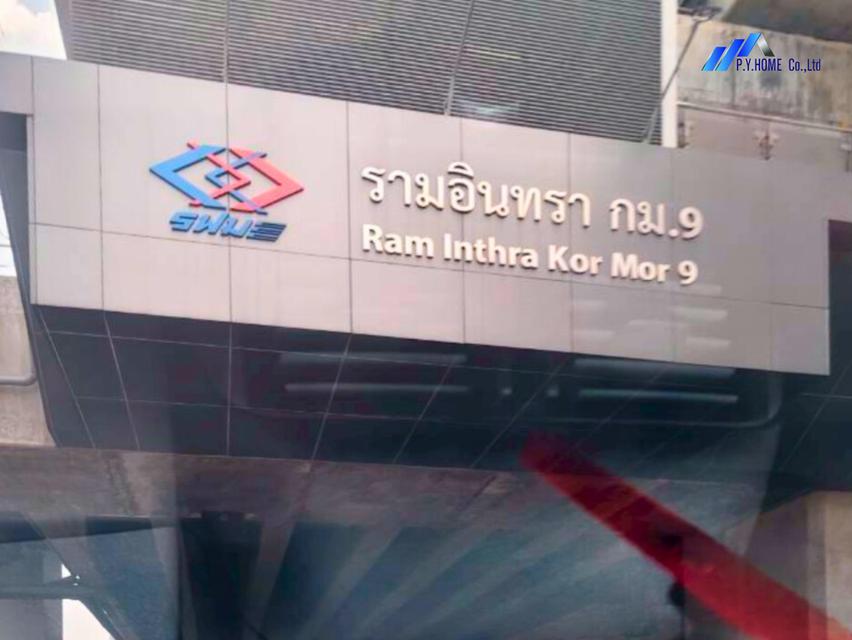 P.Y.HOME Co.,Ltd
รฟม
รามอินทรา กม.9
Ram Inthra Kor Mor 9